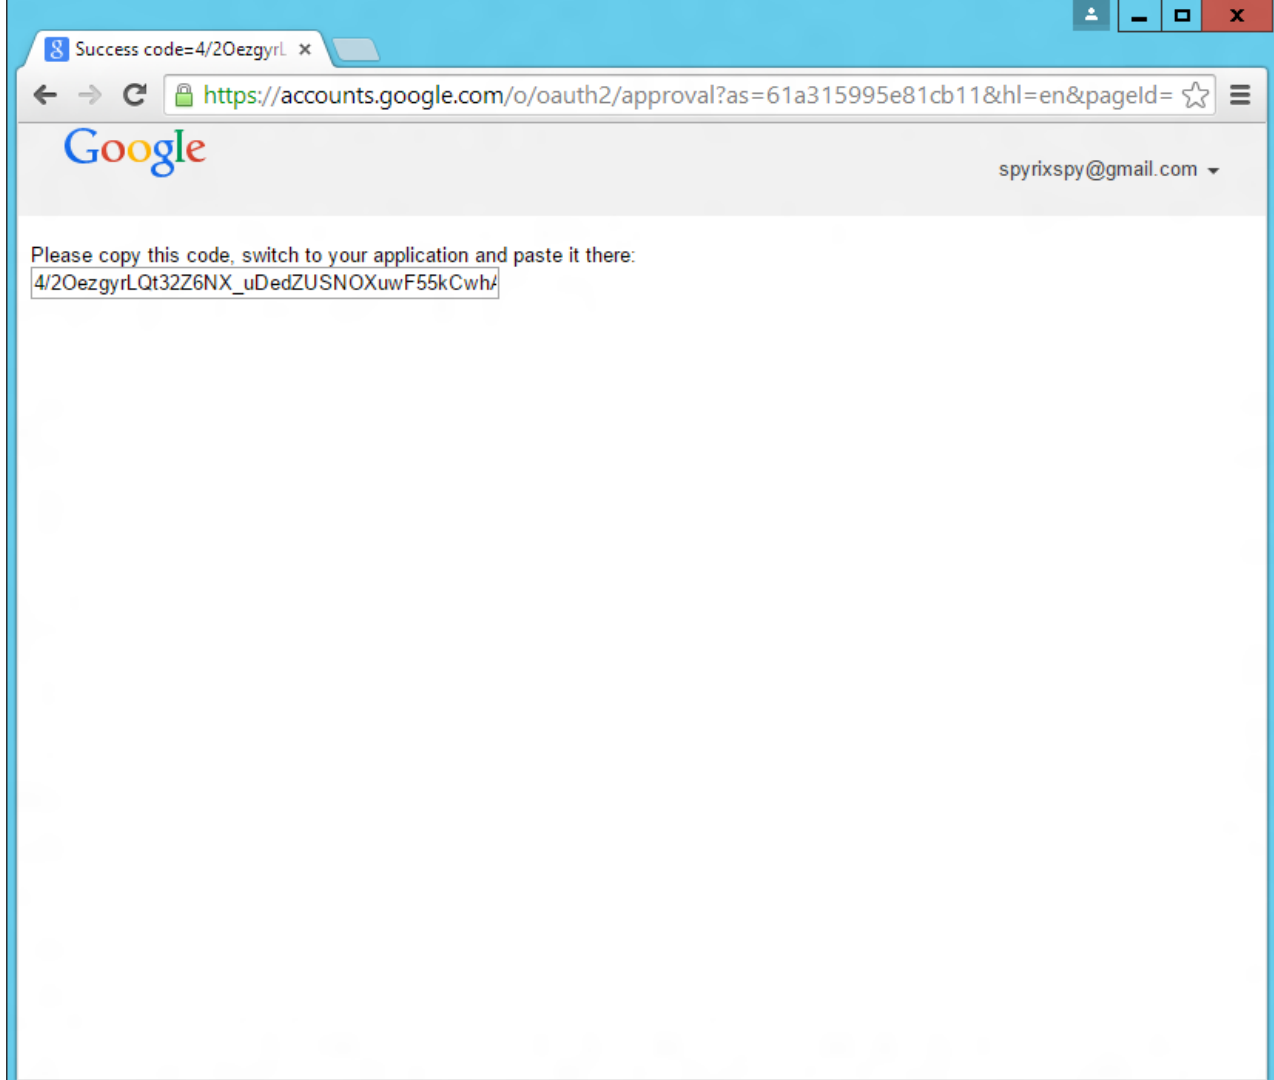 Success code=4/2OezgyrL
https://accounts.google.com/o/oauth2/approval?as=61a315995e81cb11&hl=en&pageId=
Google
spyrixspy@gmail.com
Please copy this code, switch to your application and paste it there:
4/2OezgyrLQt32Z6NX_uDedZUSNOXuwF55kCwhA